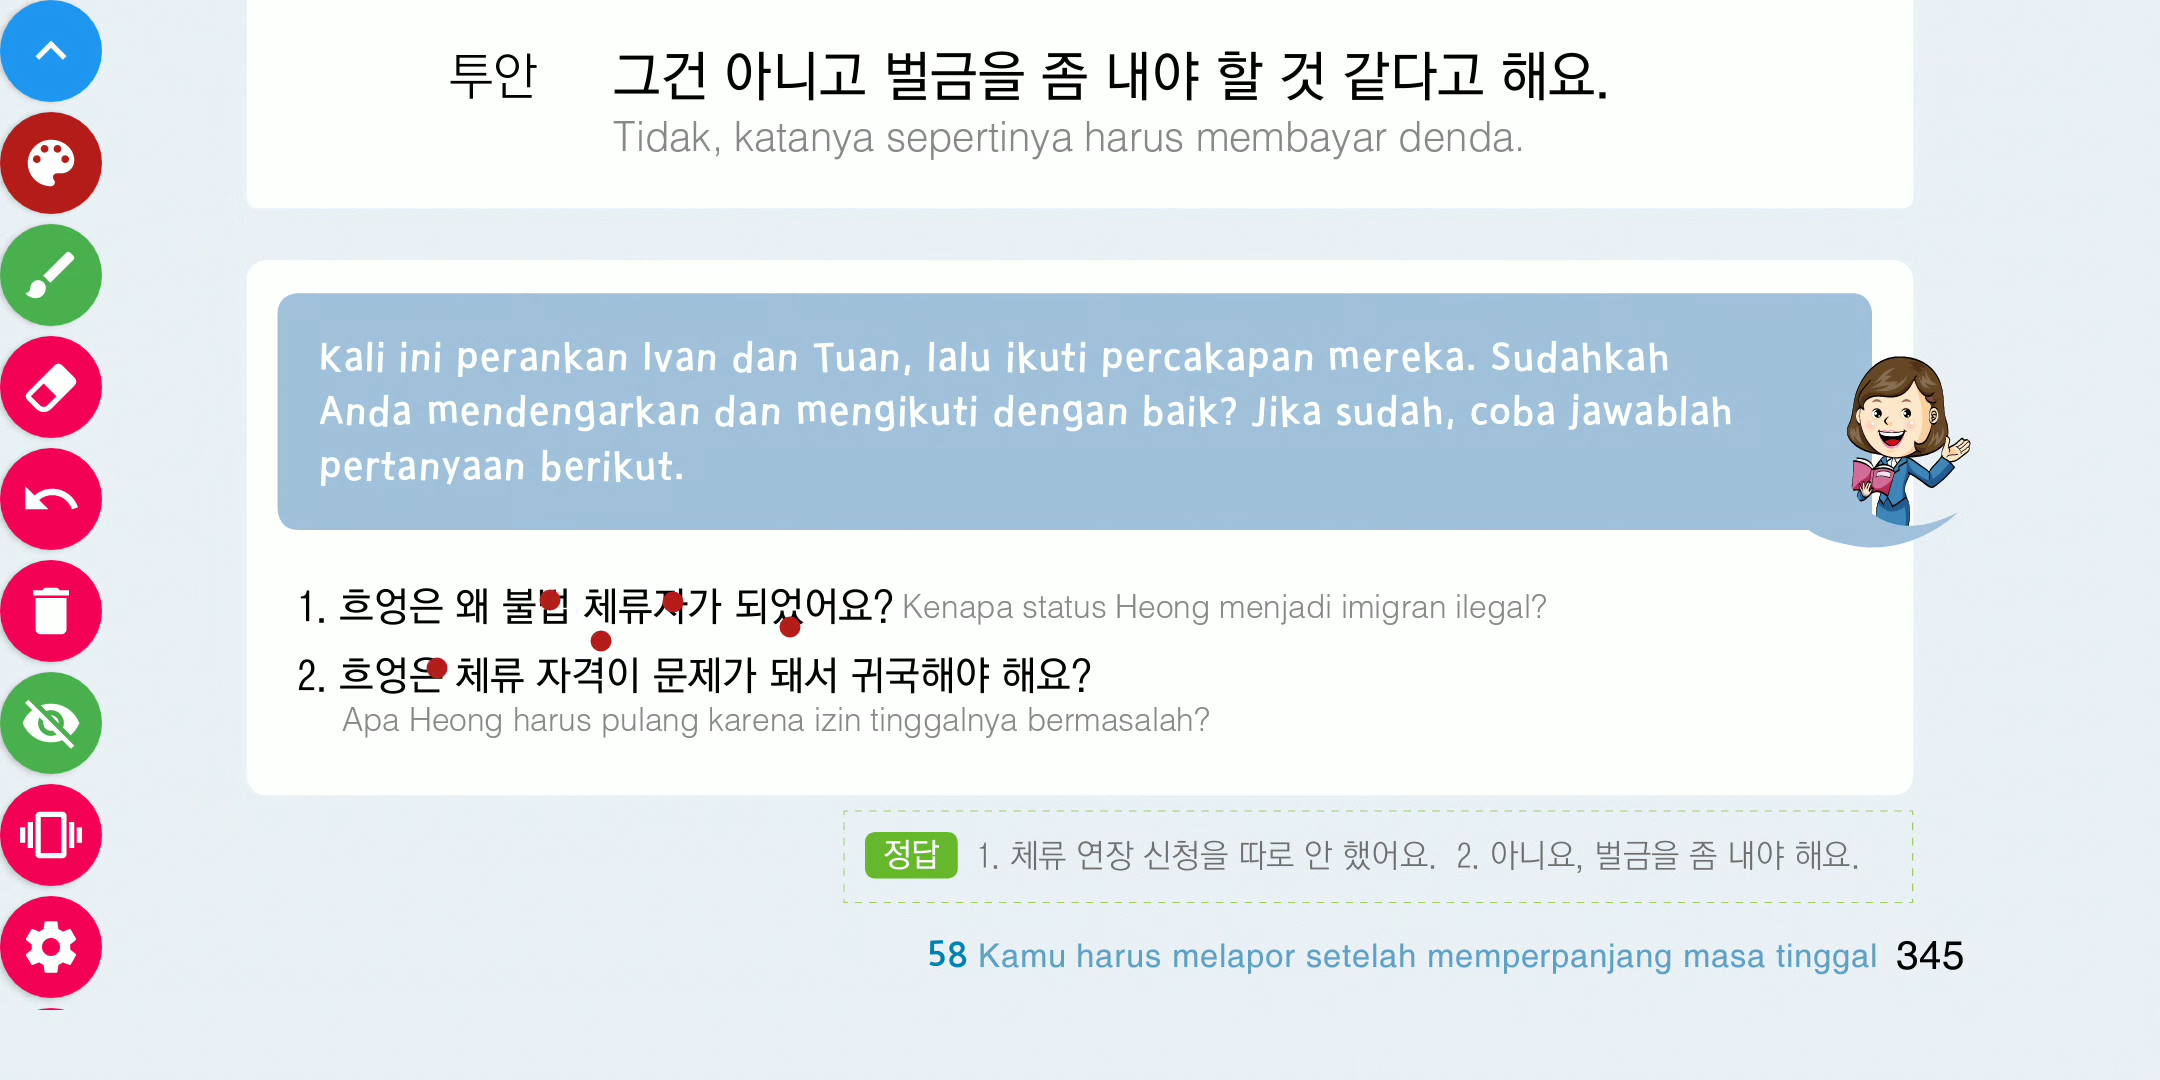 투안 그건 아니고 벌금을 좀 내야 할 것 같다고 해요.
Tidak, katanya sepertinya harus membayar denda.
Kali ini perankan Ivan dan Tuan, lalu ikuti percakapan mereka. Sudahkah
Anda mendengarkan dan mengikuti dengan baik? Jika sudah, coba jawablah
pertanyaan berikut.
1. 흐엉은 왜 불법 체류자가 되었어요? Kenapa status Heong menjadi imigran ilegal?
2. 흐엉은 체류 자격이 문제가 돼서 귀국해야 해요?
Apa Heong harus pulang karena izin tinggalnya bermasalah?
정답 1. 체류 연장 신청을 따로 안 했어요. 2. 아니요, 벌금을 좀 내야 해요.
58 Kamu harus melapor setelah memperpanjang masa tinggal 345